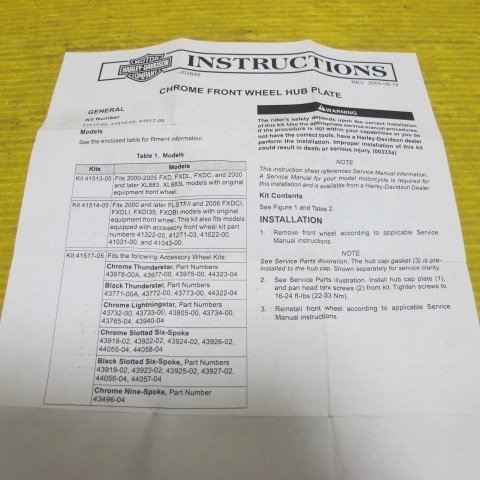 MOTOR
HARLEY-DAVIDSON
COMPANY
INSTRUCTIONS
REV. 2005-08-18
CHROME FRONT WHEEL HUB PLATE
GENERAL
Kit Number
41517-05
Models
See the enclosed table for fitment information.
Table 1. Models
Kits
Models
Kit 41513-05
Fits 2000-2005 FXD, FXDL, FXDC, and 2000
and later XL883, XL883L models with original
equipment front wheel.
Kit 41514-05
Fits 2000 and later FLSTF/I and 2006 FXDCI,
FXDLI, FXDI35, FXDBI models with original
equipment front wheel. This kit also fits models
equipped with accessory front wheel kit part
numbers 41322-05, 41271-03, 41022-00,
41031-00, and 41043-00
Kit 41517-05
Fits the following Accessory Wheel Kits:
Chrome Thunderstar, Part Numbers
43978-00A, 43977-00, 43975-00, 44323-04
Black Thunderstar, Part Numbers
43771-00A, 43772-00, 43773-00, 44322-04
Chrome Lightningstar, Part Numbers
43732-00, 43733-00, 43805-00, 43734-00,
43765-04, 43940-04
Chrome Slotted Six-Spoke
43918-02, 43922-02, 43924-02, 43926-02,
44055-04, 44058-04
Black Slotted Six-Spoke, Part Numbers
43919-02, 43923-02, 43925-02, 43927-02,
44056-04, 44057-04
Chrome Nine-Spoke, Part Number
43496-04
WARNING
The rider's safety depends upon the correct installation
of this kit. Use the appropriate service manual procedures.
If the procedure is not within your capabilities or you do
not have the correct tools, have a Harley-Davidson dealer
perform the installation. Improper installation of this kit
could result in death or serious injury. (00333a)
NOTE
This instruction sheet references Service Manual information.
A Service Manual for your model motorcycle is required for
this installation and is available from a Harley-Davidson Dealer.
Kit Contents
See Figure 1 and Table 2.
INSTALLATION
1. Remove front wheel according to applicable Service
Manual instructions.
NOTE
See Service Parts illustration. The hub cap gasket (3) is pre-
installed to the hub cap. Shown separately for service clarity.
2. See Service Parts illustration. Install hub cap plate (1),
and pan head torx screws (2) from kit. Tighten screws to
16-24 ft-lbs (22-33 Nm).
3. Reinstall front wheel according to applicable Service
Manual instructions.